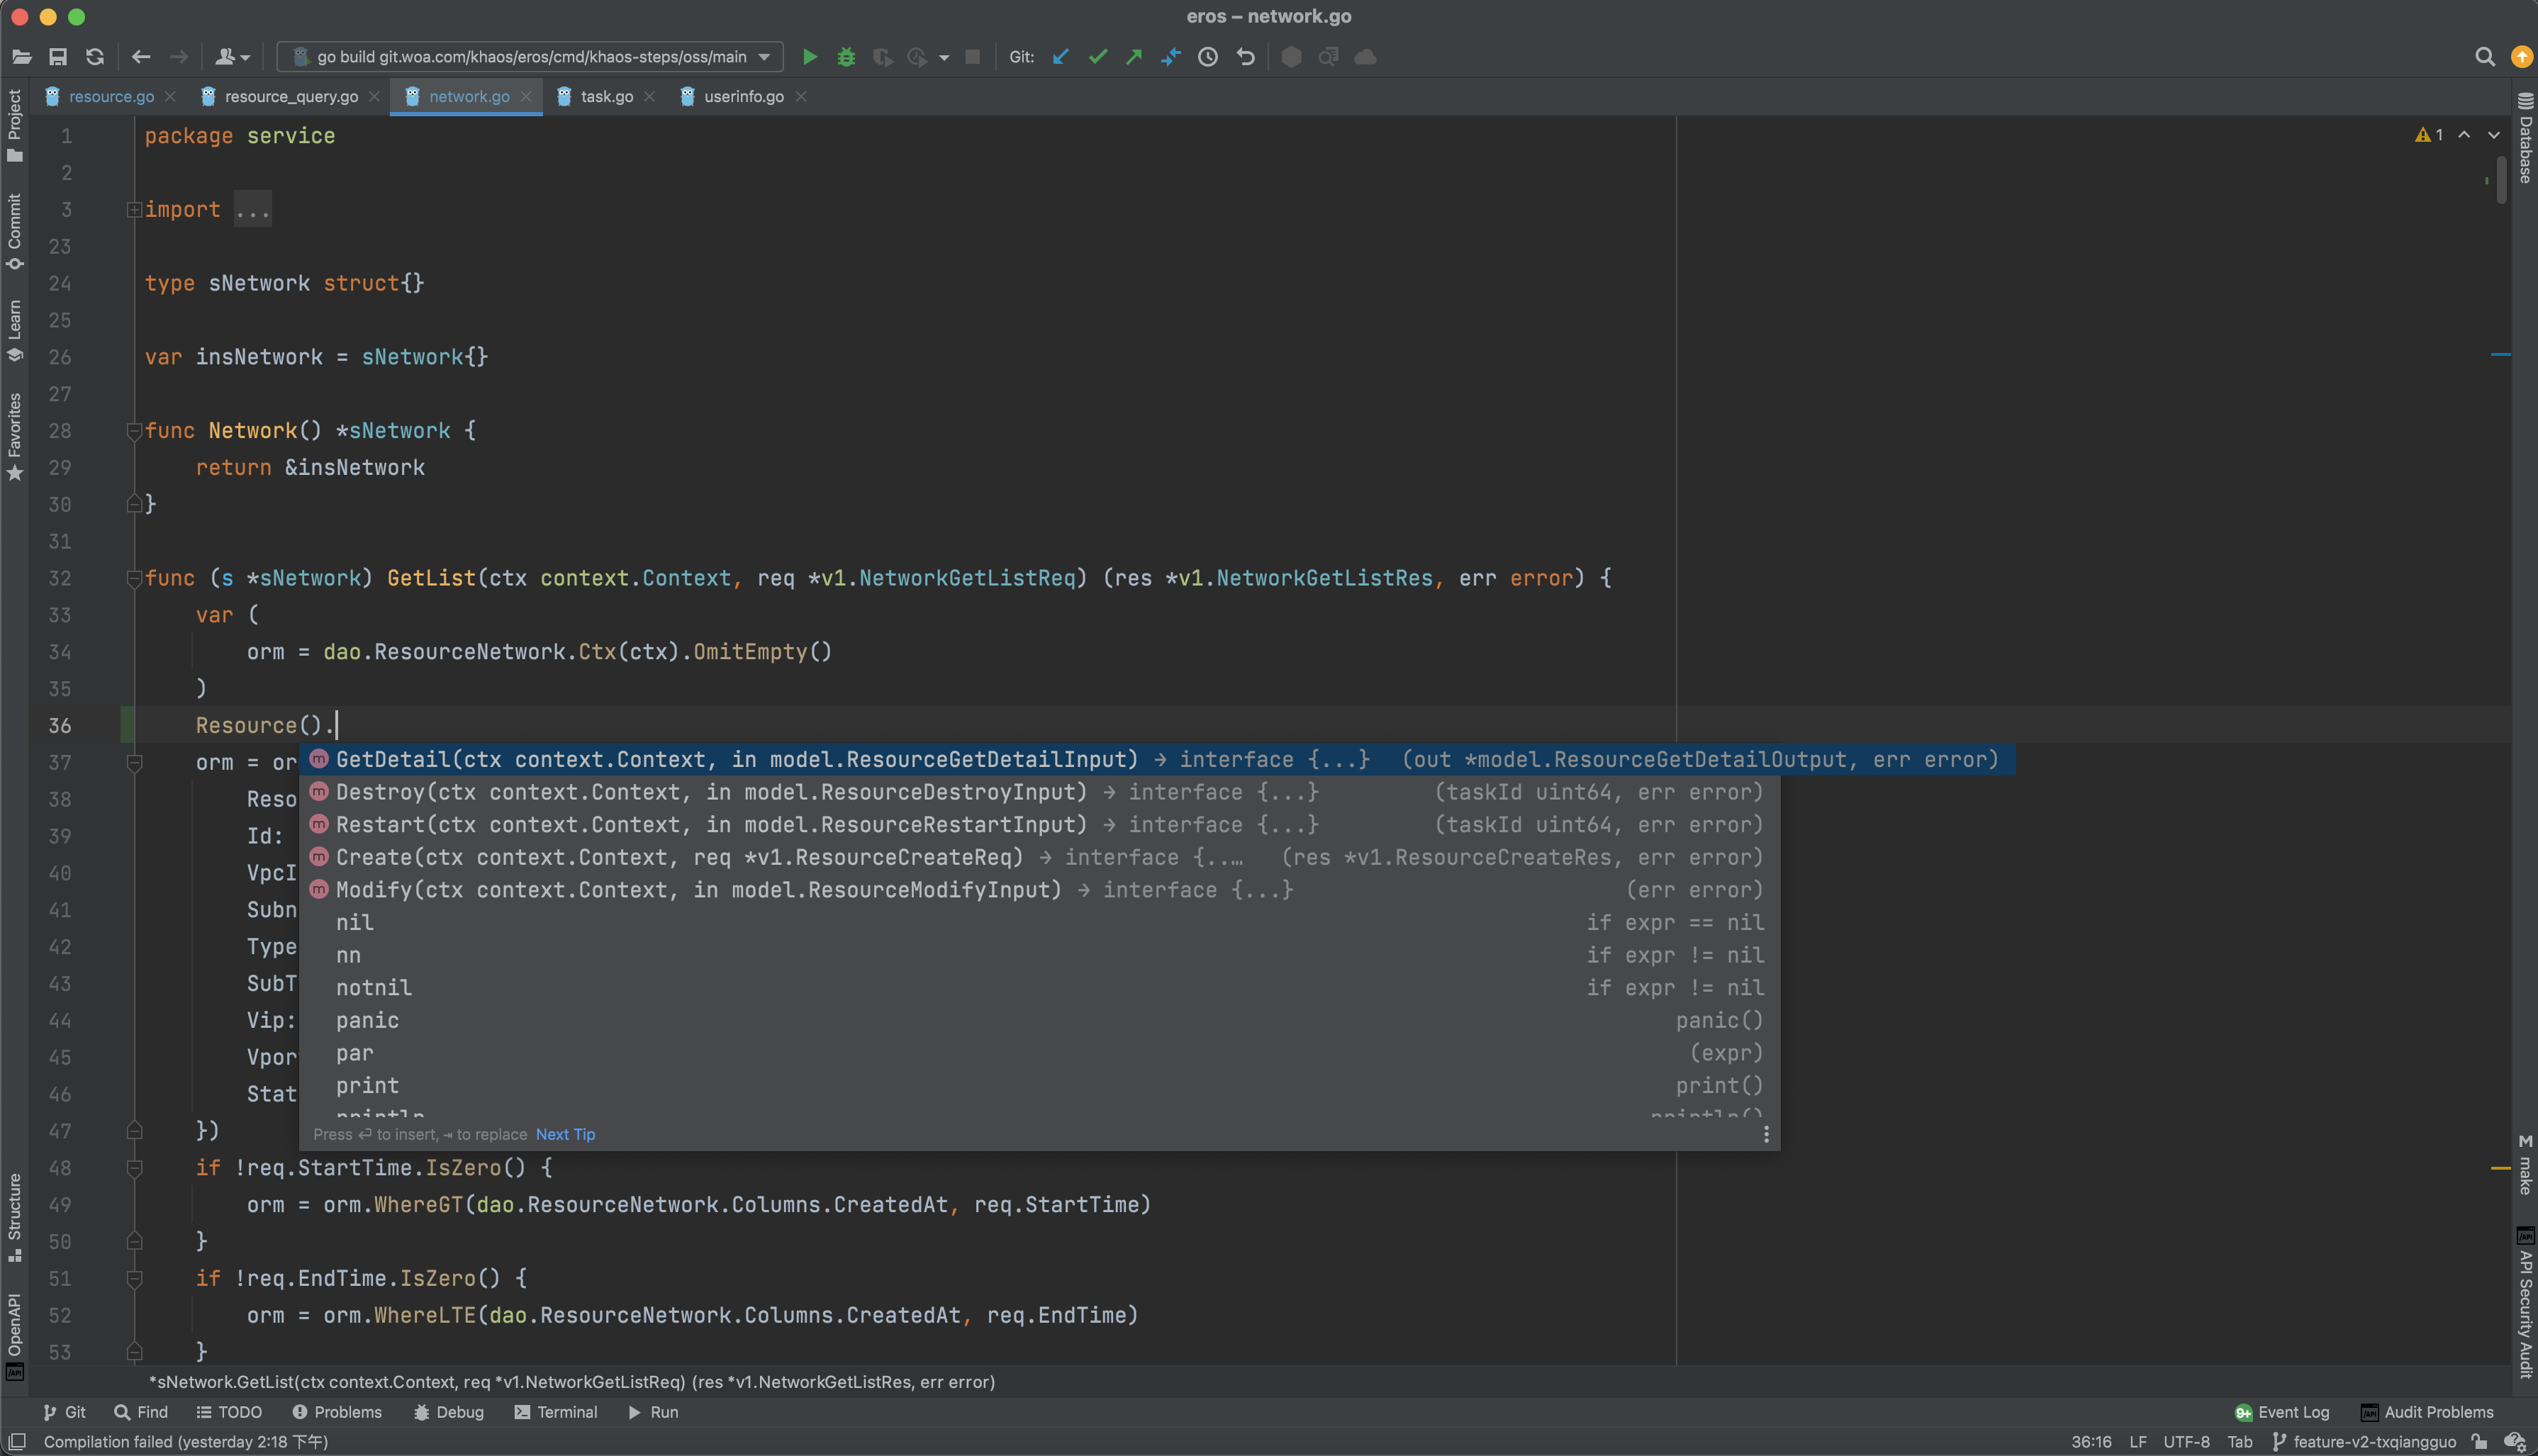 eros – network.go
go build git.woa.com/khaos/eros/cmd/khaos-steps/oss/main
Git:
resource.go
resource_query.go
network.go
task.go
userinfo.go
Project
Commit
Learn
Favorites
Structure
OpenAPI
Database
make
API Security Audit
1
1 package service
2
3 import ...
23
24 type sNetwork struct{}
25
26 var insNetwork = sNetwork{}
27
28 func Network() *sNetwork {
29 return &insNetwork
30 }
31
32 func (s *sNetwork) GetList(ctx context.Context, req *v1.NetworkGetListReq) (res *v1.NetworkGetListRes, err error) {
33 var (
34 orm = dao.ResourceNetwork.Ctx(ctx).OmitEmpty()
35 )
36 Resource().
37 orm = or
38 Reso
39 Id:
40 VpcI
41 Subn
42 Type
43 SubT
44 Vip:
45 Vpor
46 Stat
47 })
48 if !req.StartTime.IsZero() {
49 orm = orm.WhereGT(dao.ResourceNetwork.Columns.CreatedAt, req.StartTime)
50 }
51 if !req.EndTime.IsZero() {
52 orm = orm.WhereLTE(dao.ResourceNetwork.Columns.CreatedAt, req.EndTime)
53 }
m GetDetail(ctx context.Context, in model.ResourceGetDetailInput) → interface {...} (out *model.ResourceGetDetailOutput, err error)
m Destroy(ctx context.Context, in model.ResourceDestroyInput) → interface {...} (taskId uint64, err error)
m Restart(ctx context.Context, in model.ResourceRestartInput) → interface {...} (taskId uint64, err error)
m Create(ctx context.Context, req *v1.ResourceCreateReq) → interface {..… (res *v1.ResourceCreateRes, err error)
m Modify(ctx context.Context, in model.ResourceModifyInput) → interface {...} (err error)
nil if expr == nil
nn if expr != nil
notnil if expr != nil
panic panic()
par (expr)
print print()
println println()
Press ↩ to insert, ⇥ to replace Next Tip
*sNetwork.GetList(ctx context.Context, req *v1.NetworkGetListReq) (res *v1.NetworkGetListRes, err error)
Git
Find
TODO
Problems
Debug
Terminal
Run
9+ Event Log
Audit Problems
Compilation failed (yesterday 2:18 下午)
36:16
LF
UTF-8
Tab
feature-v2-txqiangguo